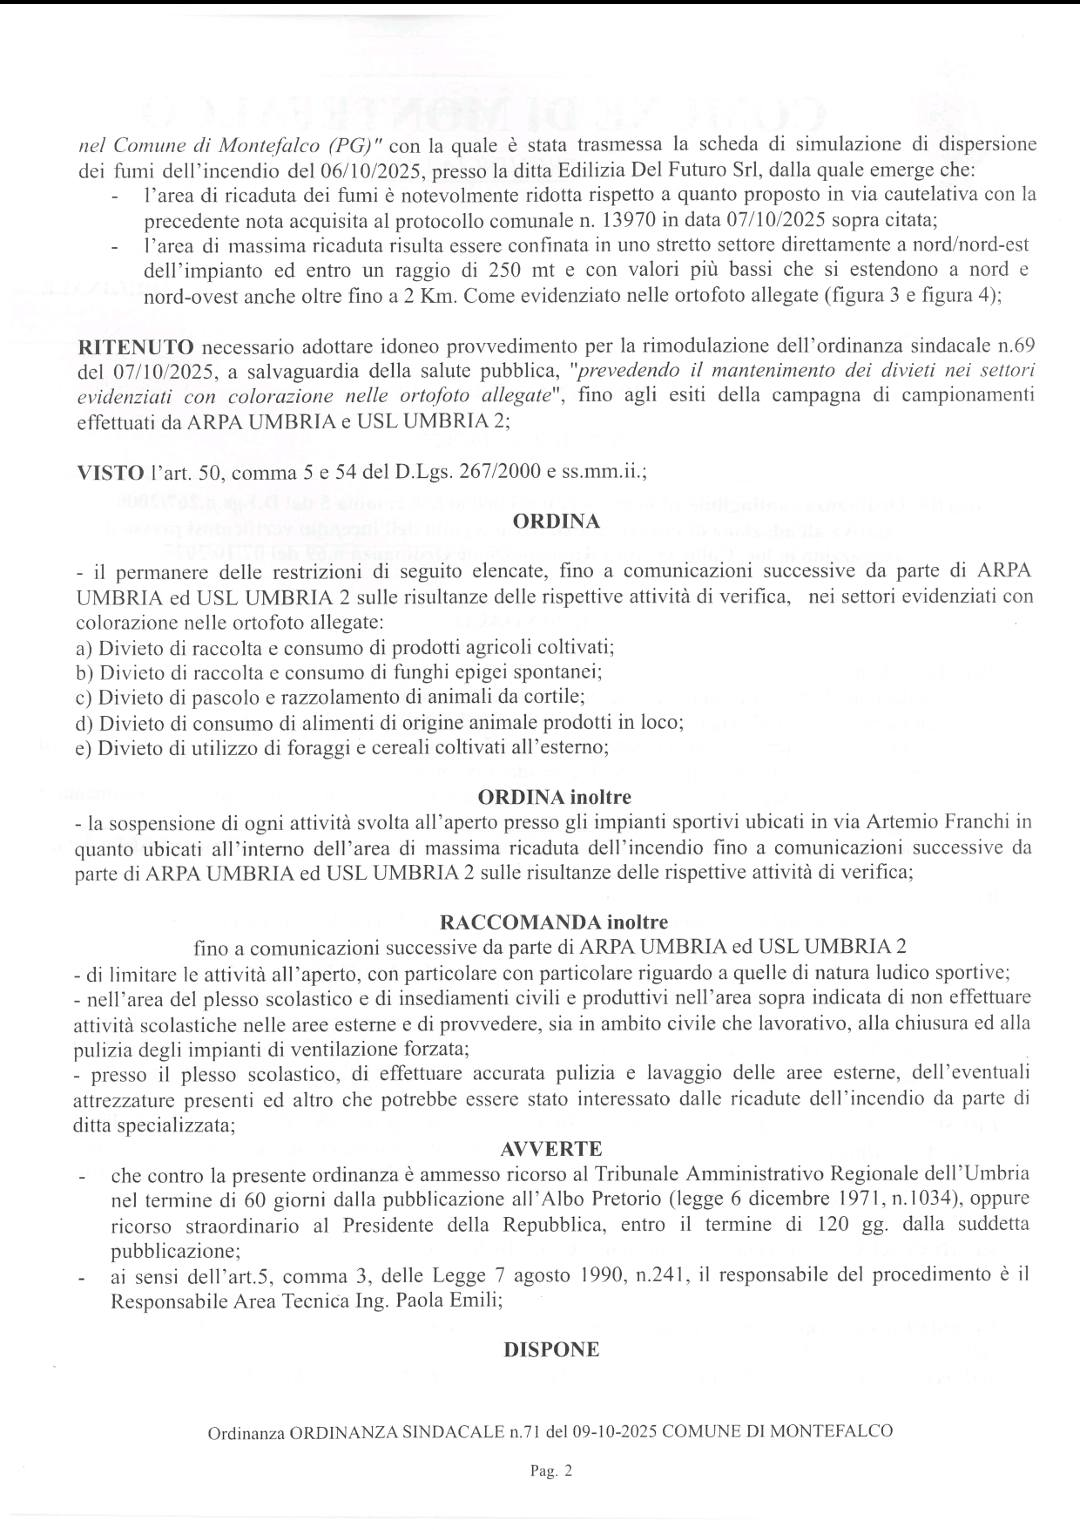 nel Comune di Montefalco (PG)" con la quale è stata trasmessa la scheda di simulazione di dispersione
dei fumi dell'incendio del 06/10/2025, presso la ditta Edilizia Del Futuro Srl, dalla quale emerge che:
- l'area di ricaduta dei fumi è notevolmente ridotta rispetto a quanto proposto in via cautelativa con la
precedente nota acquisita al protocollo comunale n. 13970 in data 07/10/2025 sopra citata;
- l'area di massima ricaduta risulta essere confinata in uno stretto settore direttamente a nord/nord-est
dell'impianto ed entro un raggio di 250 mt e con valori più bassi che si estendono a nord e
nord-ovest anche oltre fino a 2 Km. Come evidenziato nelle ortofoto allegate (figura 3 e figura 4);
RITENUTO necessario adottare idoneo provvedimento per la rimodulazione dell'ordinanza sindacale n.69
del 07/10/2025, a salvaguardia della salute pubblica, "prevedendo il mantenimento dei divieti nei settori
evidenziati con colorazione nelle ortofoto allegate", fino agli esiti della campagna di campionamenti
effettuati da ARPA UMBRIA e USL UMBRIA 2;
VISTO l'art. 50, comma 5 e 54 del D.Lgs. 267/2000 e ss.mm.ii.;
ORDINA
- il permanere delle restrizioni di seguito elencate, fino a comunicazioni successive da parte di ARPA
UMBRIA ed USL UMBRIA 2 sulle risultanze delle rispettive attività di verifica, nei settori evidenziati con
colorazione nelle ortofoto allegate:
a) Divieto di raccolta e consumo di prodotti agricoli coltivati;
b) Divieto di raccolta e consumo di funghi epigei spontanei;
c) Divieto di pascolo e razzolamento di animali da cortile;
d) Divieto di consumo di alimenti di origine animale prodotti in loco;
e) Divieto di utilizzo di foraggi e cereali coltivati all'esterno;
ORDINA inoltre
- la sospensione di ogni attività svolta all'aperto presso gli impianti sportivi ubicati in via Artemio Franchi in
quanto ubicati all'interno dell'area di massima ricaduta dell'incendio fino a comunicazioni successive da
parte di ARPA UMBRIA ed USL UMBRIA 2 sulle risultanze delle rispettive attività di verifica;
RACCOMANDA inoltre
fino a comunicazioni successive da parte di ARPA UMBRIA ed USL UMBRIA 2
- di limitare le attività all'aperto, con particolare con particolare riguardo a quelle di natura ludico sportive;
- nell'area del plesso scolastico e di insediamenti civili e produttivi nell'area sopra indicata di non effettuare
attività scolastiche nelle aree esterne e di provvedere, sia in ambito civile che lavorativo, alla chiusura ed alla
pulizia degli impianti di ventilazione forzata;
- presso il plesso scolastico, di effettuare accurata pulizia e lavaggio delle aree esterne, dell'eventuali
attrezzature presenti ed altro che potrebbe essere stato interessato dalle ricadute dell'incendio da parte di
ditta specializzata;
AVVERTE
- che contro la presente ordinanza è ammesso ricorso al Tribunale Amministrativo Regionale dell'Umbria
nel termine di 60 giorni dalla pubblicazione all'Albo Pretorio (legge 6 dicembre 1971, n.1034), oppure
ricorso straordinario al Presidente della Repubblica, entro il termine di 120 gg. dalla suddetta
pubblicazione;
- ai sensi dell'art.5, comma 3, delle Legge 7 agosto 1990, n.241, il responsabile del procedimento è il
Responsabile Area Tecnica Ing. Paola Emili;
DISPONE
Ordinanza ORDINANZA SINDACALE n.71 del 09-10-2025 COMUNE DI MONTEFALCO
Pag. 2